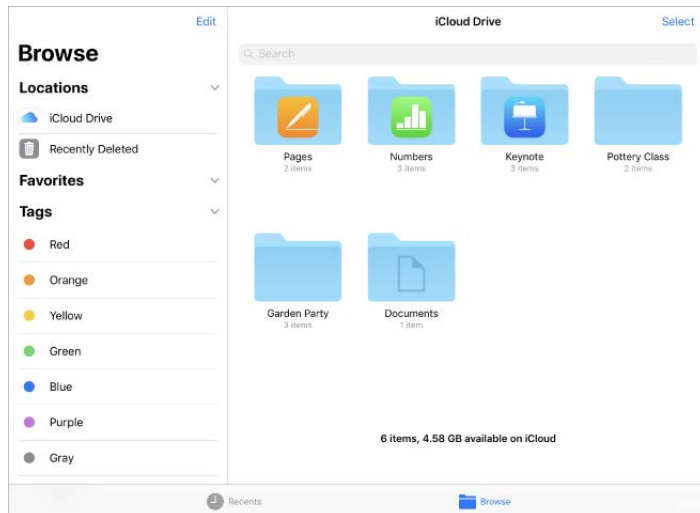 Edit
Browse
Locations
iCloud Drive
Recently Deleted
Favorites
Tags
Red
Orange
Yellow
Green
Blue
Purple
Gray
iCloud Drive
Select
Search
Pages
2 items
Numbers
3 items
Keynote
3 items
Pottery Class
2 items
Garden Party
3 items
Documents
1 item
6 items, 4.58 GB available on iCloud
Recents
Browse